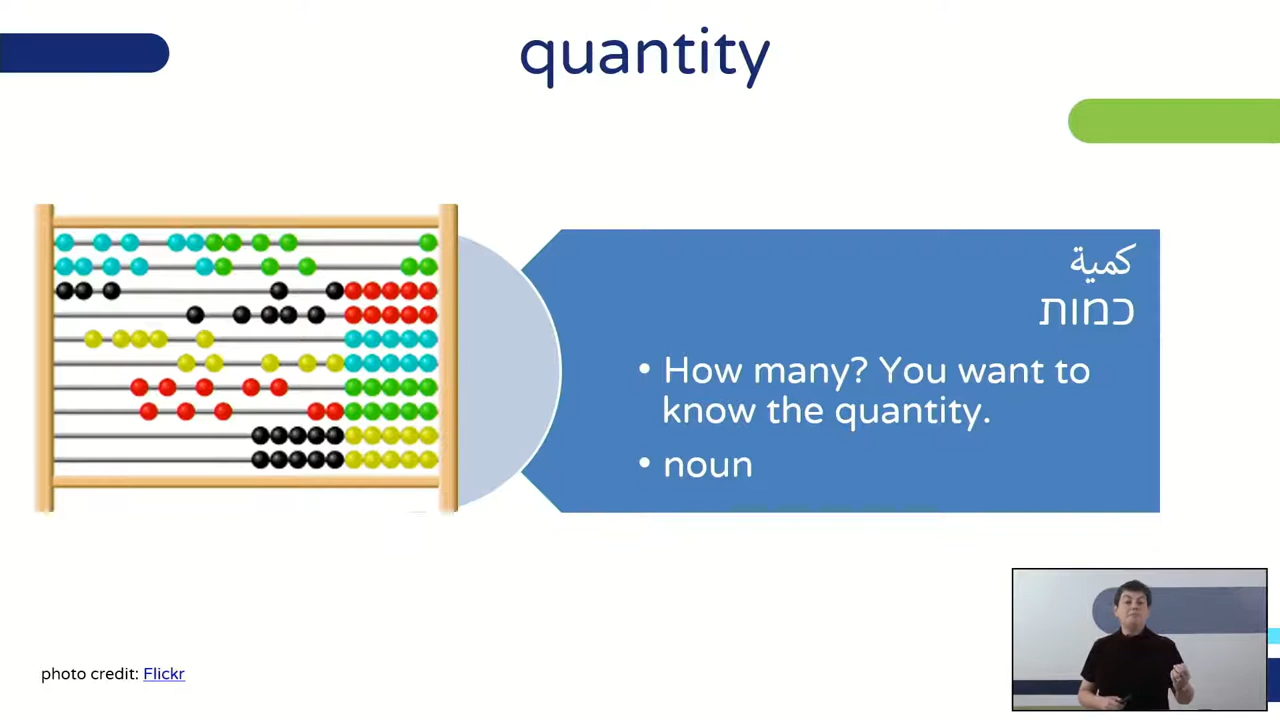 quantity
كمية
כמות
• How many? You want to
know the quantity.
• noun
photo credit: Flickr